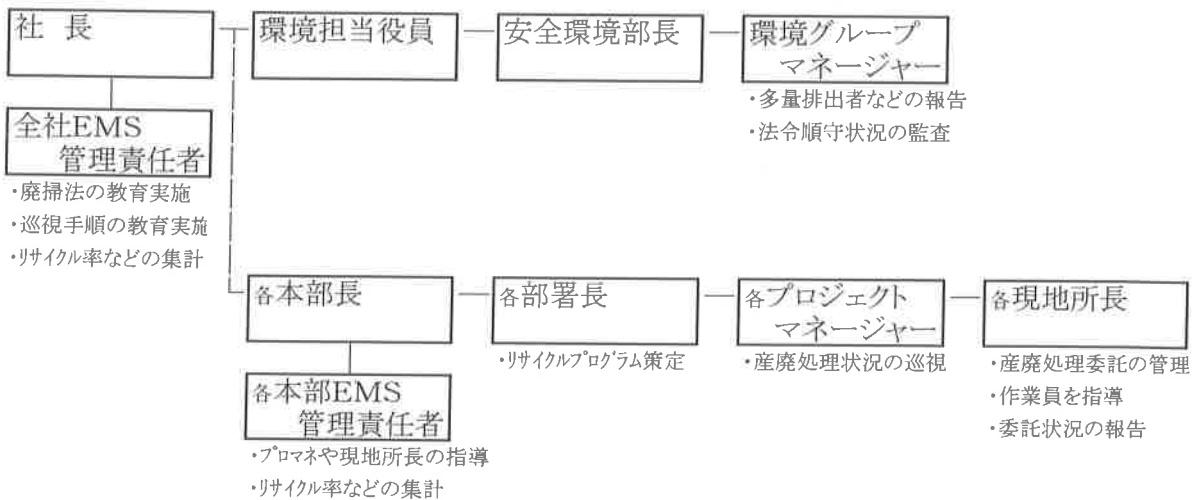 社 長
環境担当役員
安全環境部長
環境グループ
マネージャー
・多量排出者などの報告
・法令順守状況の監査
全社EMS
管理責任者
・廃掃法の教育実施
・巡視手順の教育実施
・リサイクル率などの集計
各本部長
各部署長
・リサイクルプログラム策定
各プロジェクト
マネージャー
・産廃処理状況の巡視
各現地所長
・産廃処理委託の管理
・作業員を指導
・委託状況の報告
各本部EMS
管理責任者
・プロマネや現地所長の指導
・リサイクル率などの集計